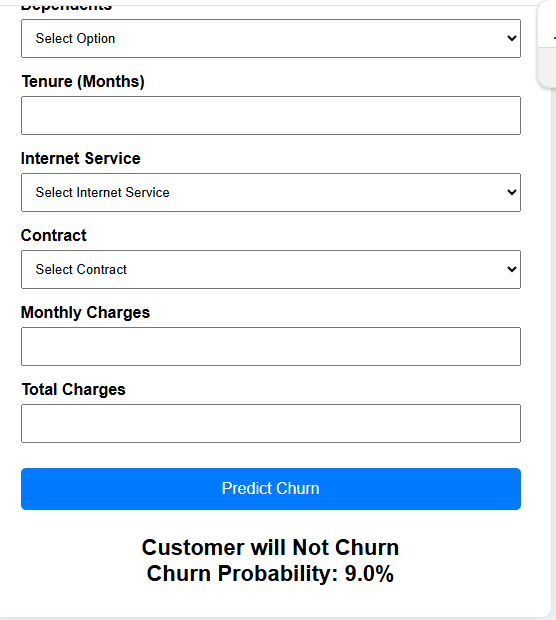 Dependents
Select Option
Tenure (Months)
Internet Service
Select Internet Service
Contract
Select Contract
Monthly Charges
Total Charges
Predict Churn
Customer will Not Churn
Churn Probability: 9.0%